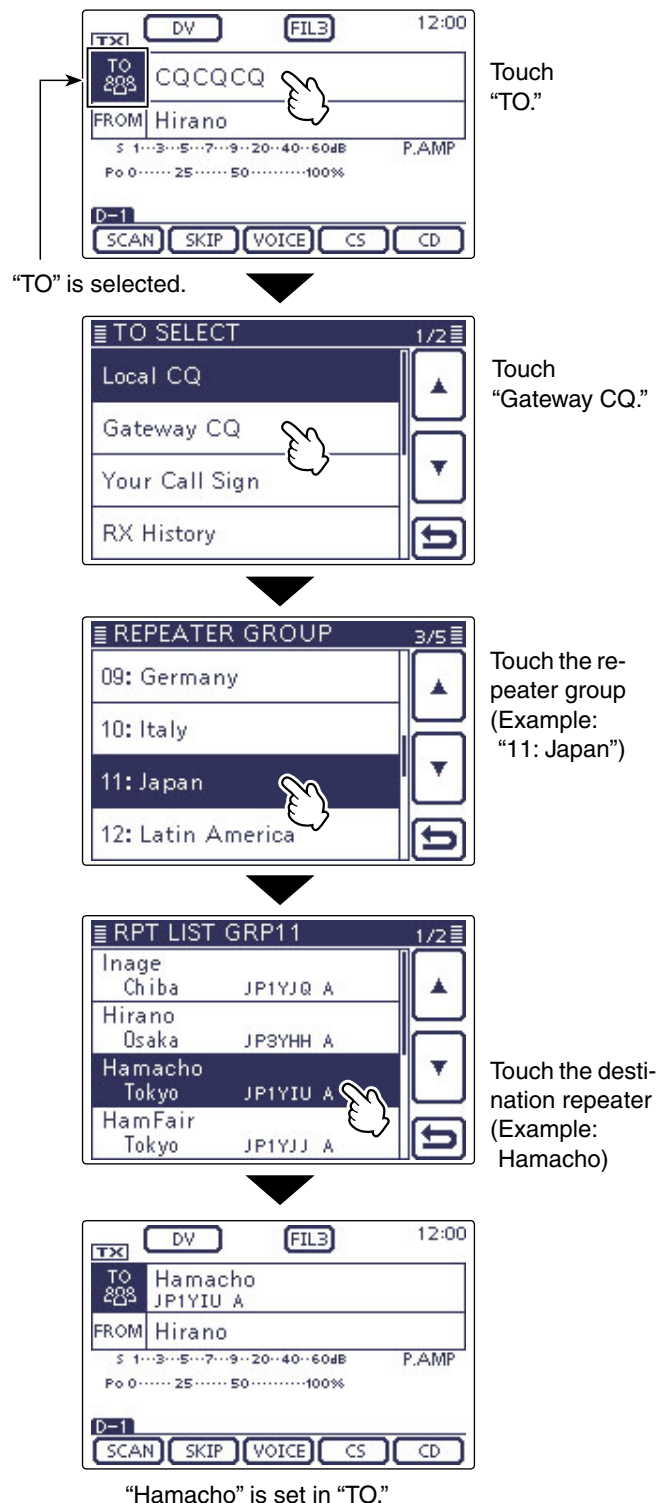 TX DV FIL3 12:00
TO CQCQCQ
Touch
“TO.”
FROM Hirano
S 1···3···5···7···9··20··40··60dB P.AMP
Po 0······ 25······ 50··········100%
D-1
SCAN SKIP VOICE CS CD
“TO” is selected.
TO SELECT 1/2
Local CQ
Gateway CQ
Your Call Sign
RX History
Touch
“Gateway CQ.”
REPEATER GROUP 3/5
09: Germany
10: Italy
11: Japan
12: Latin America
Touch the re-
peater group
(Example:
“11: Japan”)
RPT LIST GRP11 1/2
Inage
Chiba JP1YJQ A
Hirano
Osaka JP3YHH A
Hamacho
Tokyo JP1YIU A
HamFair
Tokyo JP1YJJ A
Touch the desti-
nation repeater
(Example:
Hamacho)
TX DV FIL3 12:00
TO Hamacho
JP1YIU A
FROM Hirano
S 1···3···5···7···9··20··40··60dB P.AMP
Po 0······ 25······ 50··········100%
D-1
SCAN SKIP VOICE CS CD
“Hamacho” is set in “TO.”